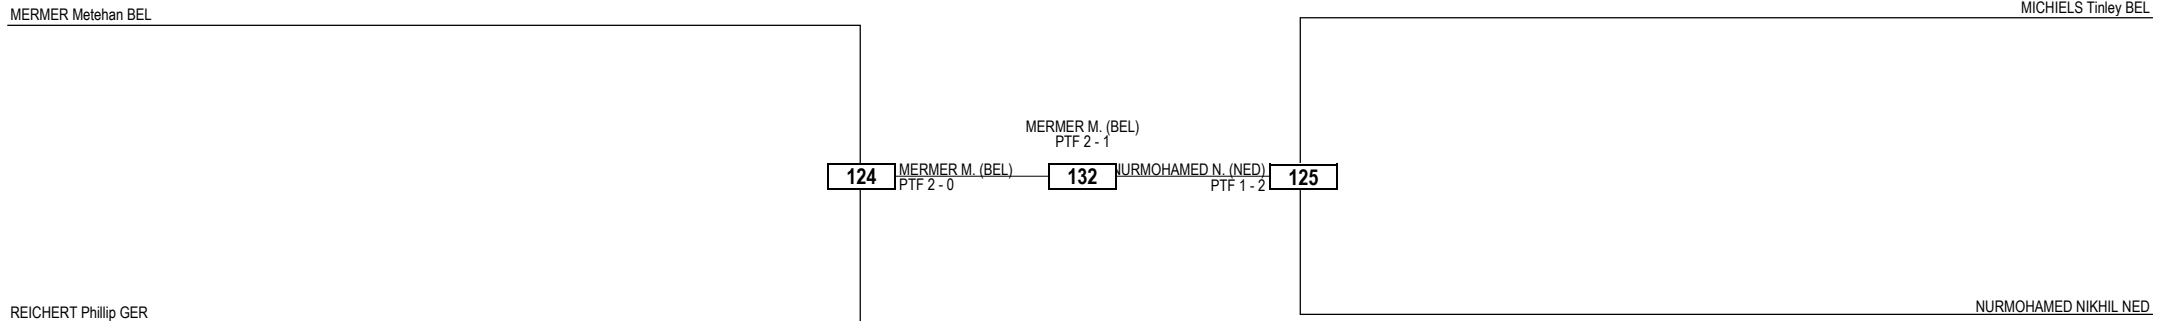 MERMER Metehan BEL
MICHIELS Tinley BEL
MERMER M. (BEL)
PTF 2 - 1
124
MERMER M. (BEL)
PTF 2 - 0
132
NURMOHAMED N. (NED)
PTF 1 - 2
125
REICHERT Phillip GER
NURMOHAMED NIKHIL NED